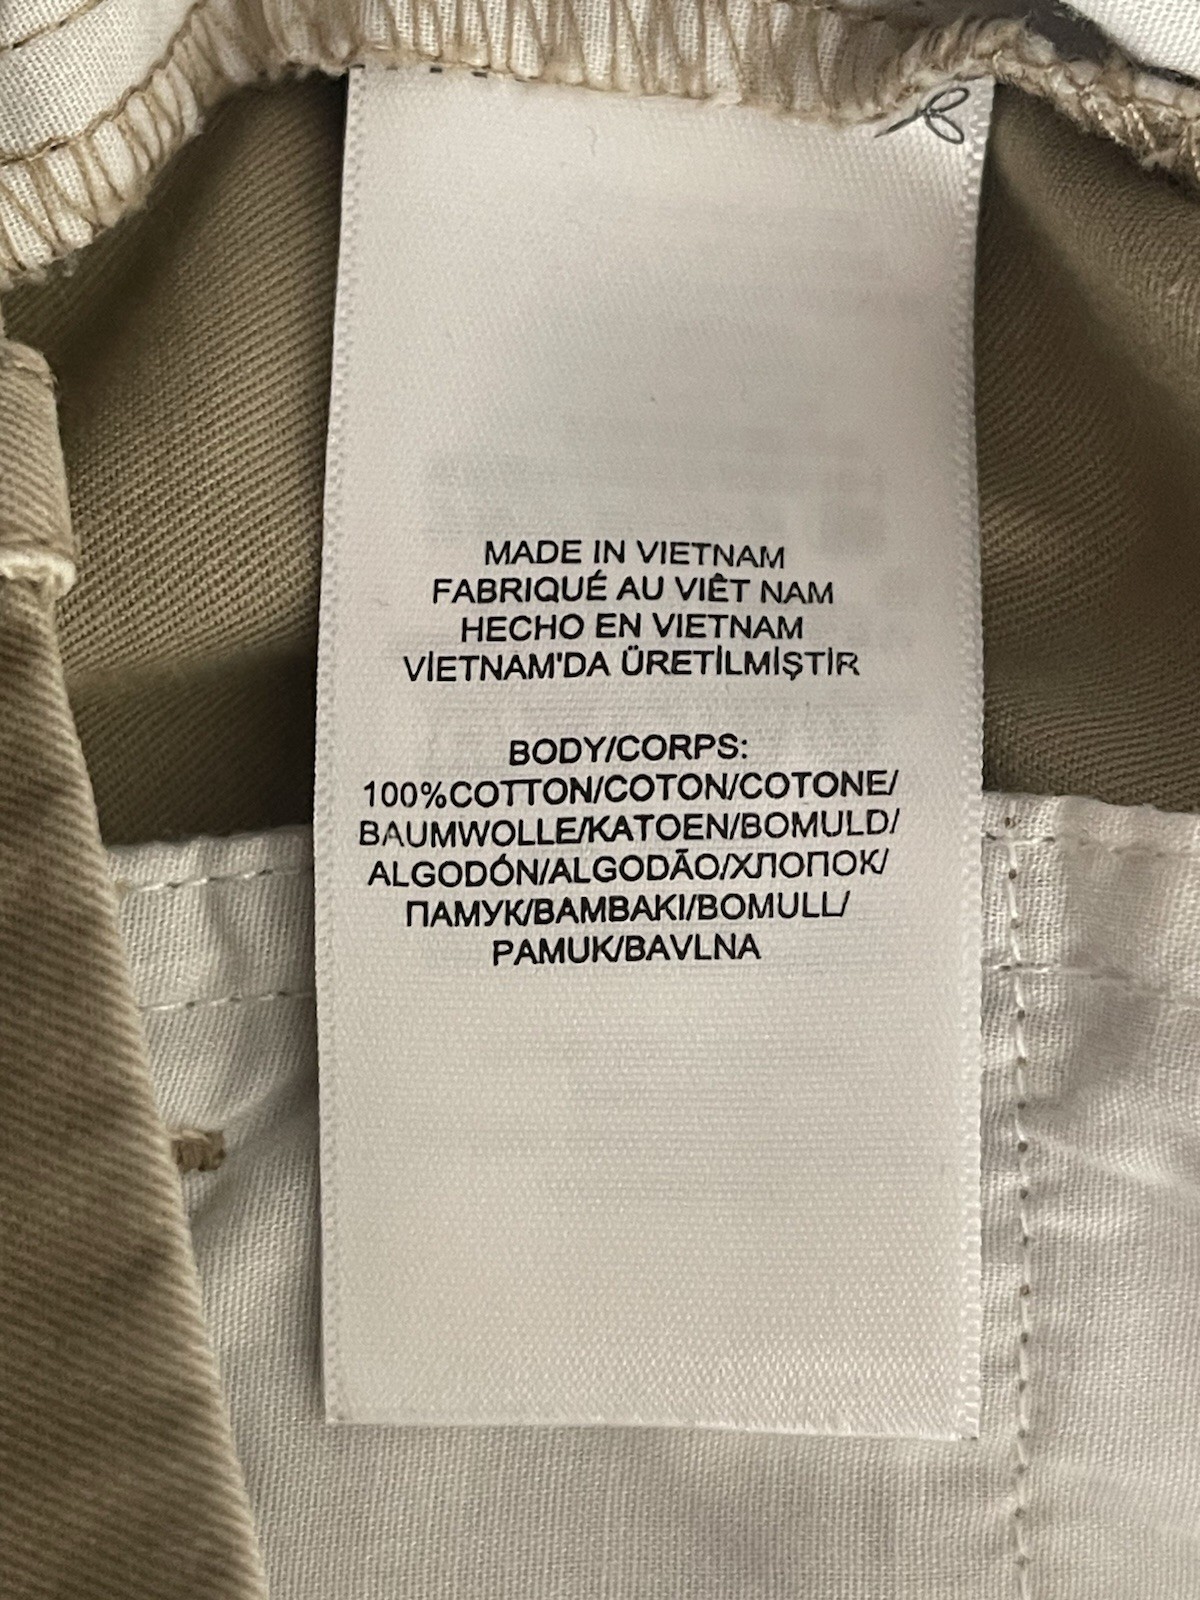 MADE IN VIETNAM
FABRIQUÉ AU VIÊT NAM
HECHO EN VIETNAM
VİETNAM'DA ÜRETİLMİŞTİR
BODY/CORPS:
100%COTTON/COTON/COTONE/
BAUMWOLLE/KATOEN/BOMULD/
ALGODÓN/ALGODÃO/ХЛОПОК/
ПАМУК/ΒΑΜΒΑΚΙ/BOMULL/
PAMUK/BAVLNA